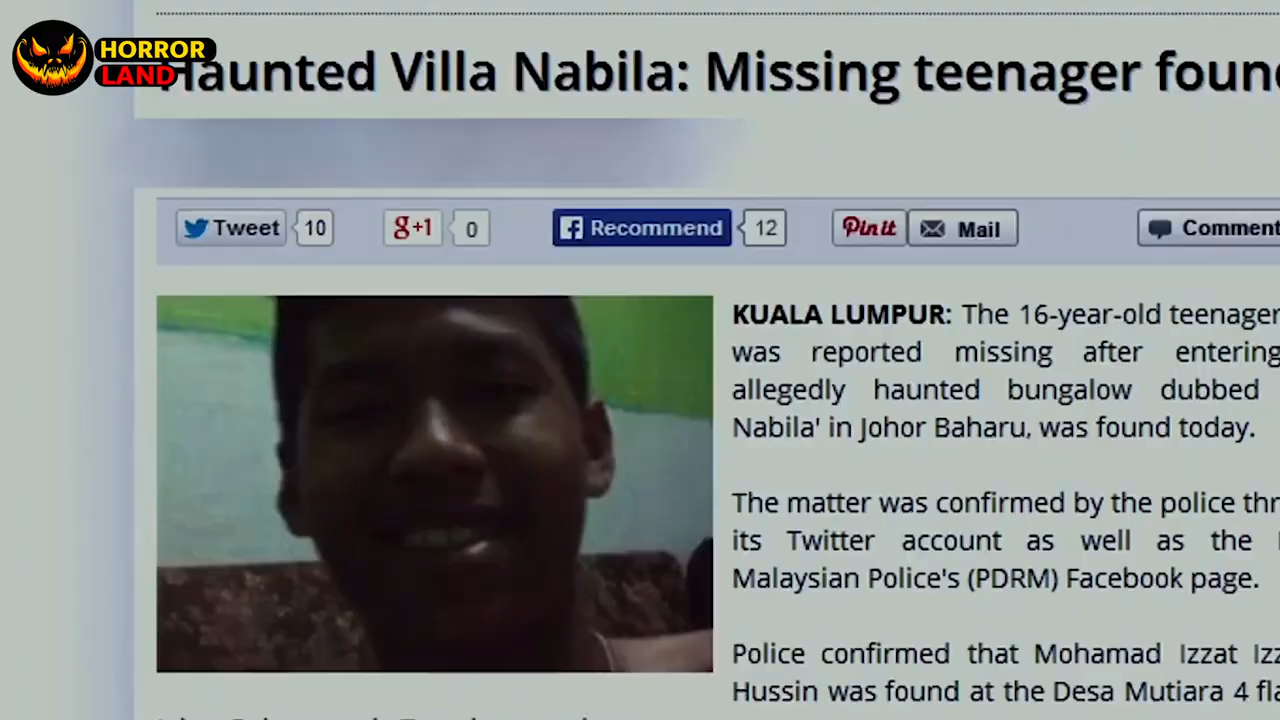 HORROR
LAND
Haunted Villa Nabila: Missing teenager foun
Tweet 10 g+1 0 Recommend 12 Pin it Mail Comment
KUALA LUMPUR: The 16-year-old teenager
was reported missing after entering
allegedly haunted bungalow dubbed
Nabila' in Johor Baharu, was found today.
The matter was confirmed by the police thr
its Twitter account as well as the
Malaysian Police's (PDRM) Facebook page.
Police confirmed that Mohamad Izzat Izz
Hussin was found at the Desa Mutiara 4 fla